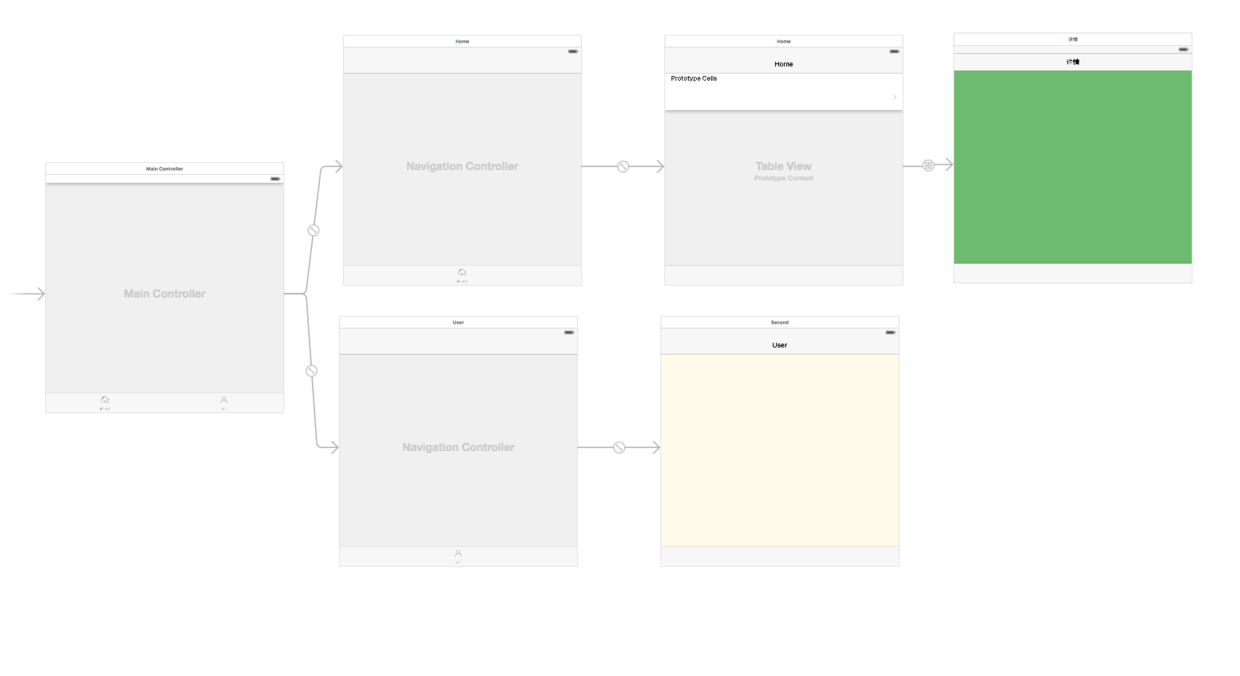 Main Controller
Main Controller
Home
Navigation Controller
Home
Home
Prototype Cells
Table View
Prototype Content
详情
详情
User
Navigation Controller
Second
User